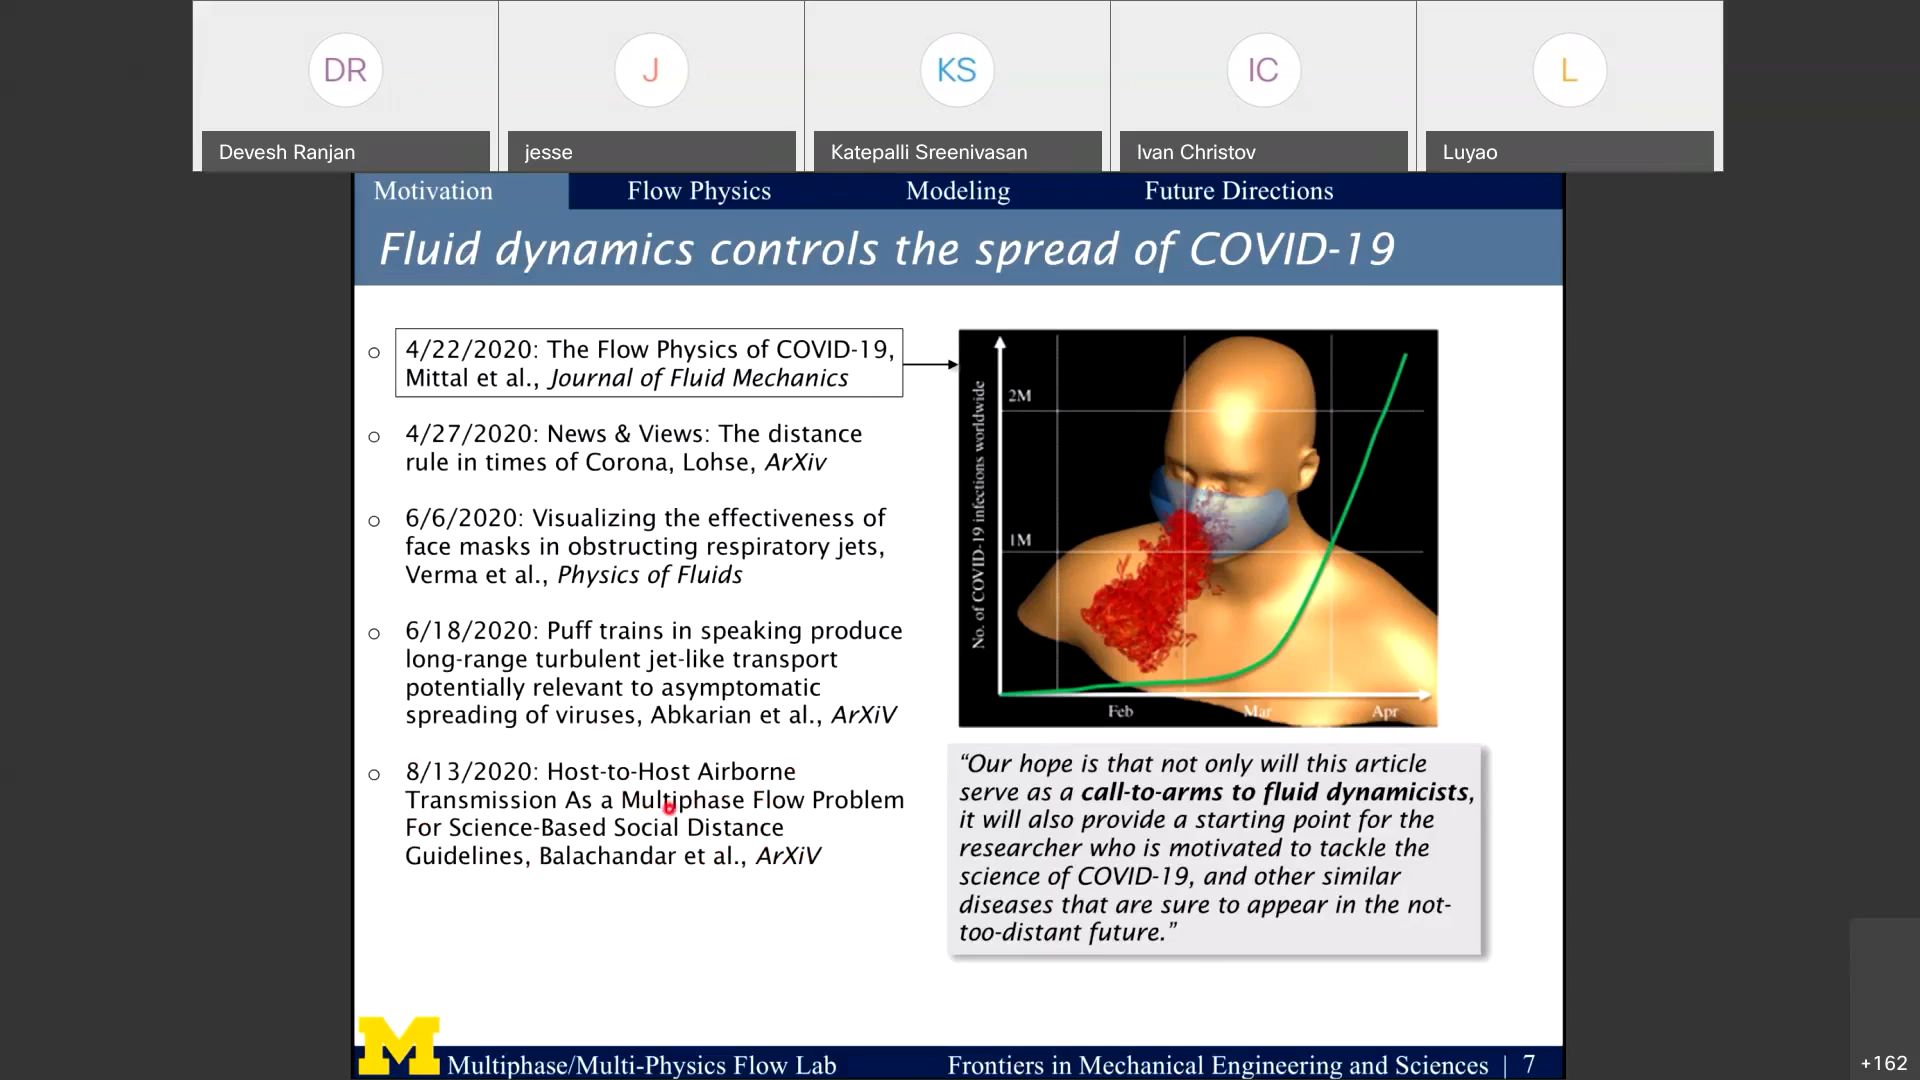 DR
J
KS
IC
L
Devesh Ranjan
jesse
Katepalli Sreenivasan
Ivan Christov
Luyao
Motivation
Flow Physics
Modeling
Future Directions
Fluid dynamics controls the spread of COVID-19
4/22/2020: The Flow Physics of COVID-19,
Mittal et al., Journal of Fluid Mechanics
4/27/2020: News & Views: The distance
rule in times of Corona, Lohse, ArXiv
6/6/2020: Visualizing the effectiveness of
face masks in obstructing respiratory jets,
Verma et al., Physics of Fluids
6/18/2020: Puff trains in speaking produce
long-range turbulent jet-like transport
potentially relevant to asymptomatic
spreading of viruses, Abkarian et al., ArXiV
8/13/2020: Host-to-Host Airborne
Transmission As a Multiphase Flow Problem
For Science-Based Social Distance
Guidelines, Balachandar et al., ArXiV
No. of COVID-19 infections worldwide
2M
1M
Feb
Mar
Apr
“Our hope is that not only will this article
serve as a call-to-arms to fluid dynamicists,
it will also provide a starting point for the
researcher who is motivated to tackle the
science of COVID-19, and other similar
diseases that are sure to appear in the not-
too-distant future.”
M
Multiphase/Multi-Physics Flow Lab
Frontiers in Mechanical Engineering and Sciences | 7
+162